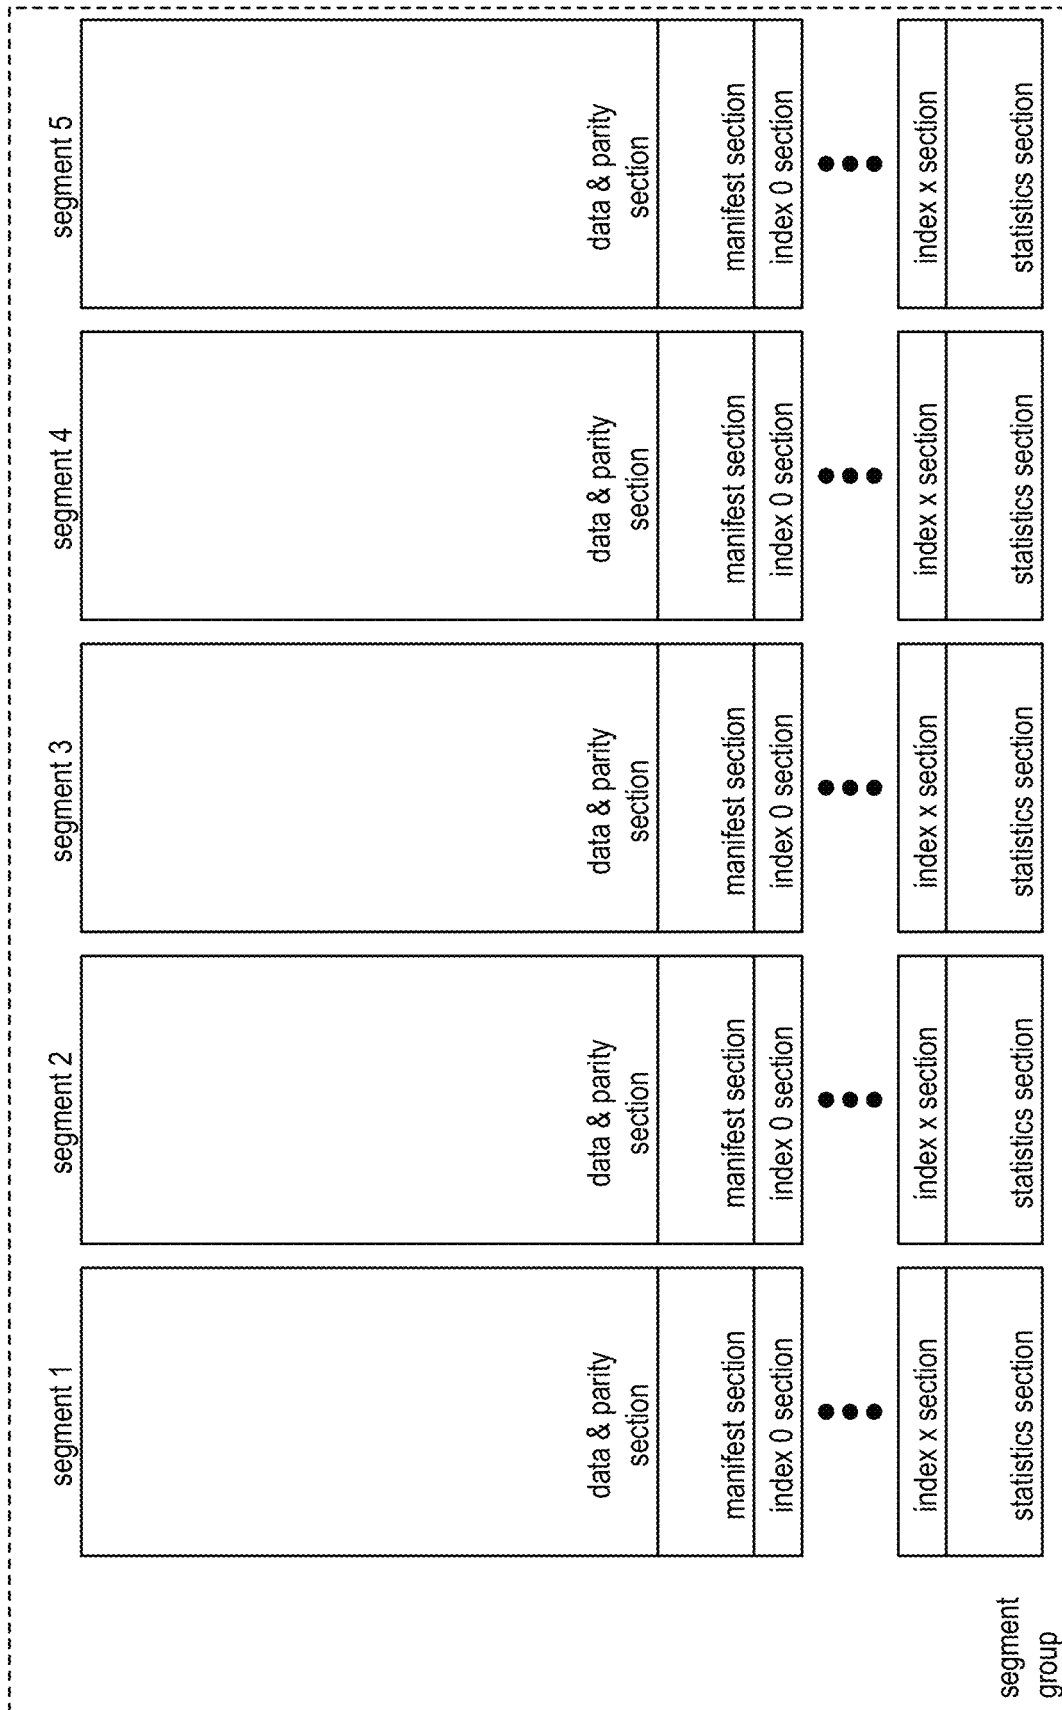 segment 1
data & parity
section
manifest section
index 0 section
index x section
statistics section
segment 2
data & parity
section
manifest section
index 0 section
index x section
statistics section
segment 3
data & parity
section
manifest section
index 0 section
index x section
statistics section
segment 4
data & parity
section
manifest section
index 0 section
index x section
statistics section
segment 5
data & parity
section
manifest section
index 0 section
index x section
statistics section
segment
group